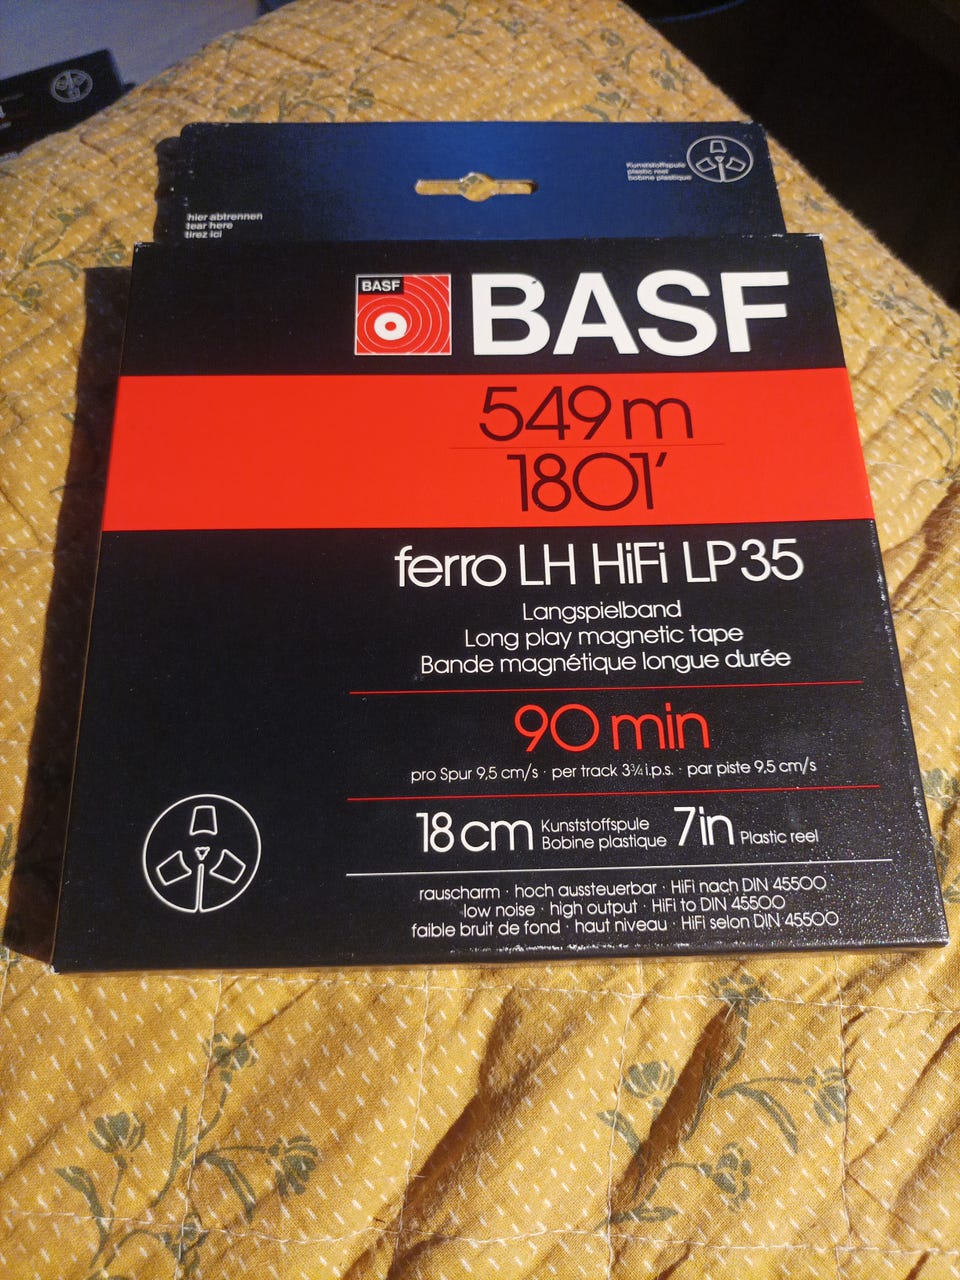 Kunststoffspule
plastic reel
bobine plastique
hier abtrennen
tear here
tirez ici
BASF
BASF
549 m
1801'
ferro LH HiFi LP35
Langspielband
Long play magnetic tape
Bande magnétique longue durée
90 min
pro Spur 9,5 cm/s · per track 3¾ i.p.s. · par piste 9,5 cm/s
18 cm Kunststoffspule Bobine plastique 7in Plastic reel
rauscharm · hoch aussteuerbar · HiFi nach DIN 45500
low noise · high output · HiFi to DIN 45500
faible bruit de fond · haut niveau · HiFi selon DIN 45500